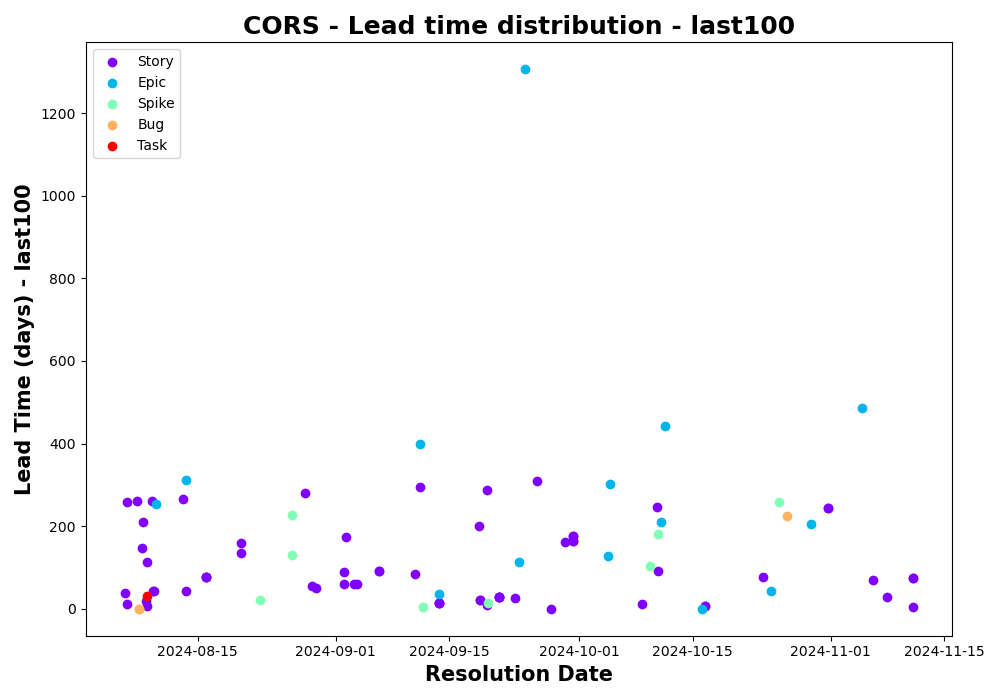 CORS - Lead time distribution - last100
Story
Epic
Spike
Bug
Task
Lead Time (days) - last100
1200
1000
800
600
400
200
0
2024-08-15
2024-09-01
2024-09-15
2024-10-01
2024-10-15
2024-11-01
2024-11-15
Resolution Date